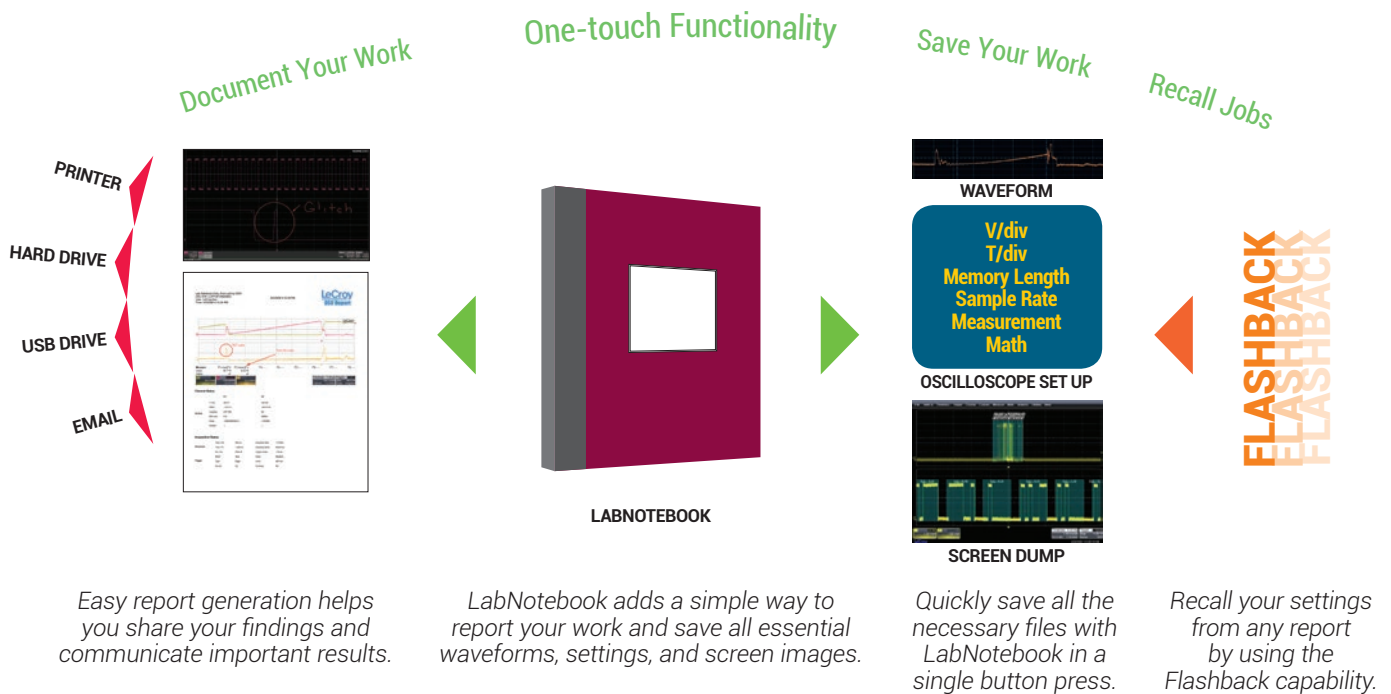 Document Your Work
One-touch Functionality
Save Your Work
Recall Jobs
PRINTER
HARD DRIVE
USB DRIVE
EMAIL
Glitch
LeCroy
LABNOTEBOOK
WAVEFORM
V/div
T/div
Memory Length
Sample Rate
Measurement
Math
OSCILLOSCOPE SET UP
SCREEN DUMP
FLASHBACK
FLASHBACK
FLASHBACK
Easy report generation helps
you share your findings and
communicate important results.
LabNotebook adds a simple way to
report your work and save all essential
waveforms, settings, and screen images.
Quickly save all the
necessary files with
LabNotebook in a
single button press.
Recall your settings
from any report
by using the
Flashback capability.